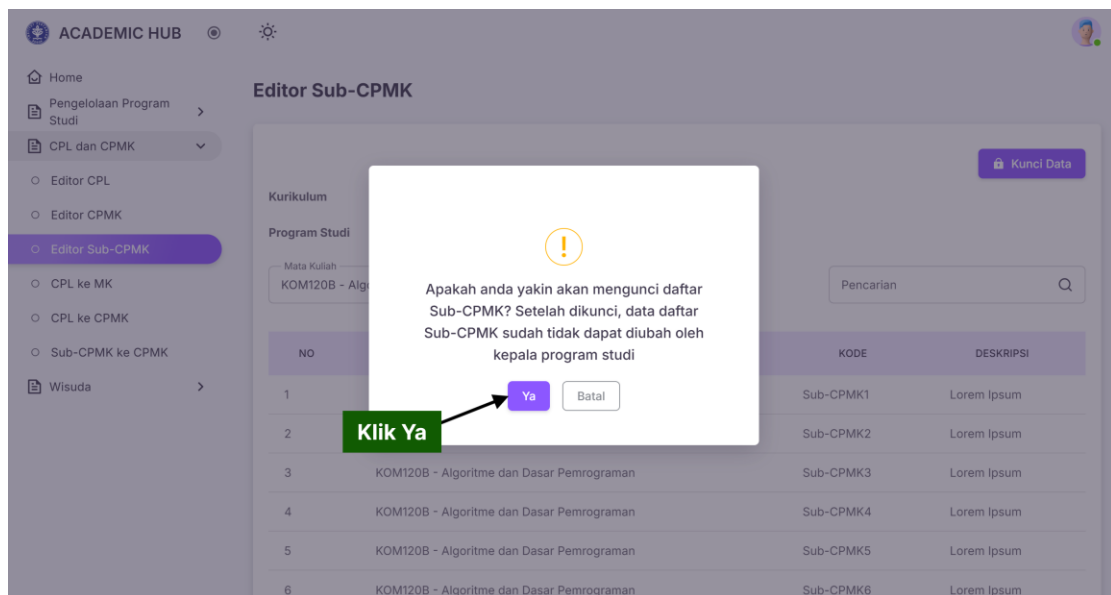 ACADEMIC HUB
Home
Pengelolaan Program
Studi
CPL dan CPMK
Editor CPL
Editor CPMK
Editor Sub-CPMK
CPL ke MK
CPL ke CPMK
Sub-CPMK ke CPMK
Wisuda
Editor Sub-CPMK
Kunci Data
Kurikulum
Program Studi
Mata Kuliah
KOM120B - Algo
Pencarian
Apakah anda yakin akan mengunci daftar
Sub-CPMK? Setelah dikunci, data daftar
Sub-CPMK sudah tidak dapat diubah oleh
kepala program studi
Ya Batal
Klik Ya
NO KODE DESKRIPSI
1 Sub-CPMK1 Lorem Ipsum
2 Sub-CPMK2 Lorem Ipsum
3 KOM120B - Algoritme dan Dasar Pemrograman Sub-CPMK3 Lorem Ipsum
4 KOM120B - Algoritme dan Dasar Pemrograman Sub-CPMK4 Lorem Ipsum
5 KOM120B - Algoritme dan Dasar Pemrograman Sub-CPMK5 Lorem Ipsum
6 KOM120B - Algoritme dan Dasar Pemrograman Sub-CPMK6 Lorem Ipsum